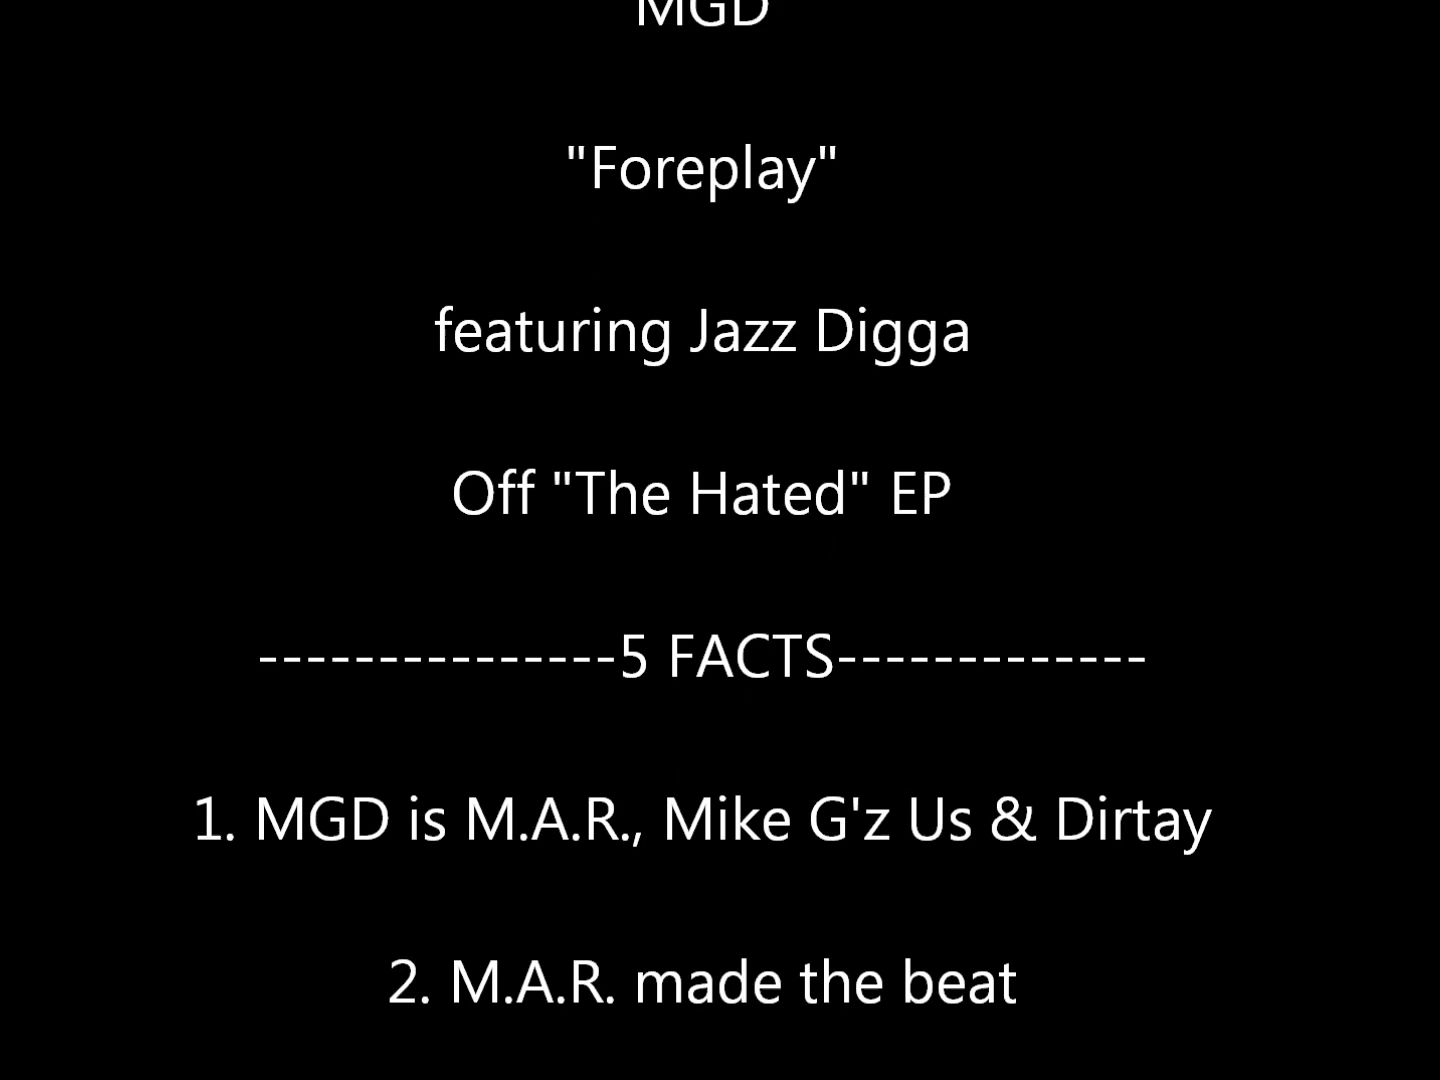 MGD
"Foreplay"
featuring Jazz Digga
Off "The Hated" EP
---------------5 FACTS-------------
1. MGD is M.A.R., Mike G'z Us & Dirtay
2. M.A.R. made the beat